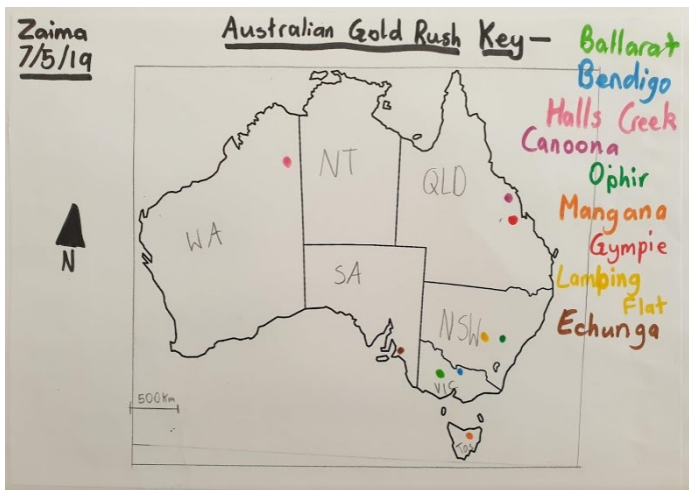 Zaima
7/5/19
Australian Gold Rush Key -
Ballarat
Bendigo
Halls Creek
Canoona
Ophir
Mangana
Gympie
Lambing
Flat
Echunga
NT
QLD
WA
SA
NSW
VIC
TAS
N
500Km